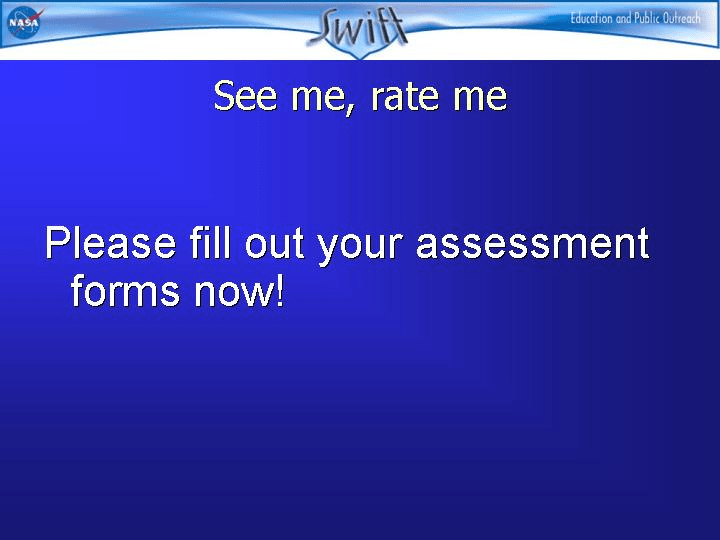 NASA
Swift
Education and Public Outreach
See me, rate me
Please fill out your assessment
forms now!